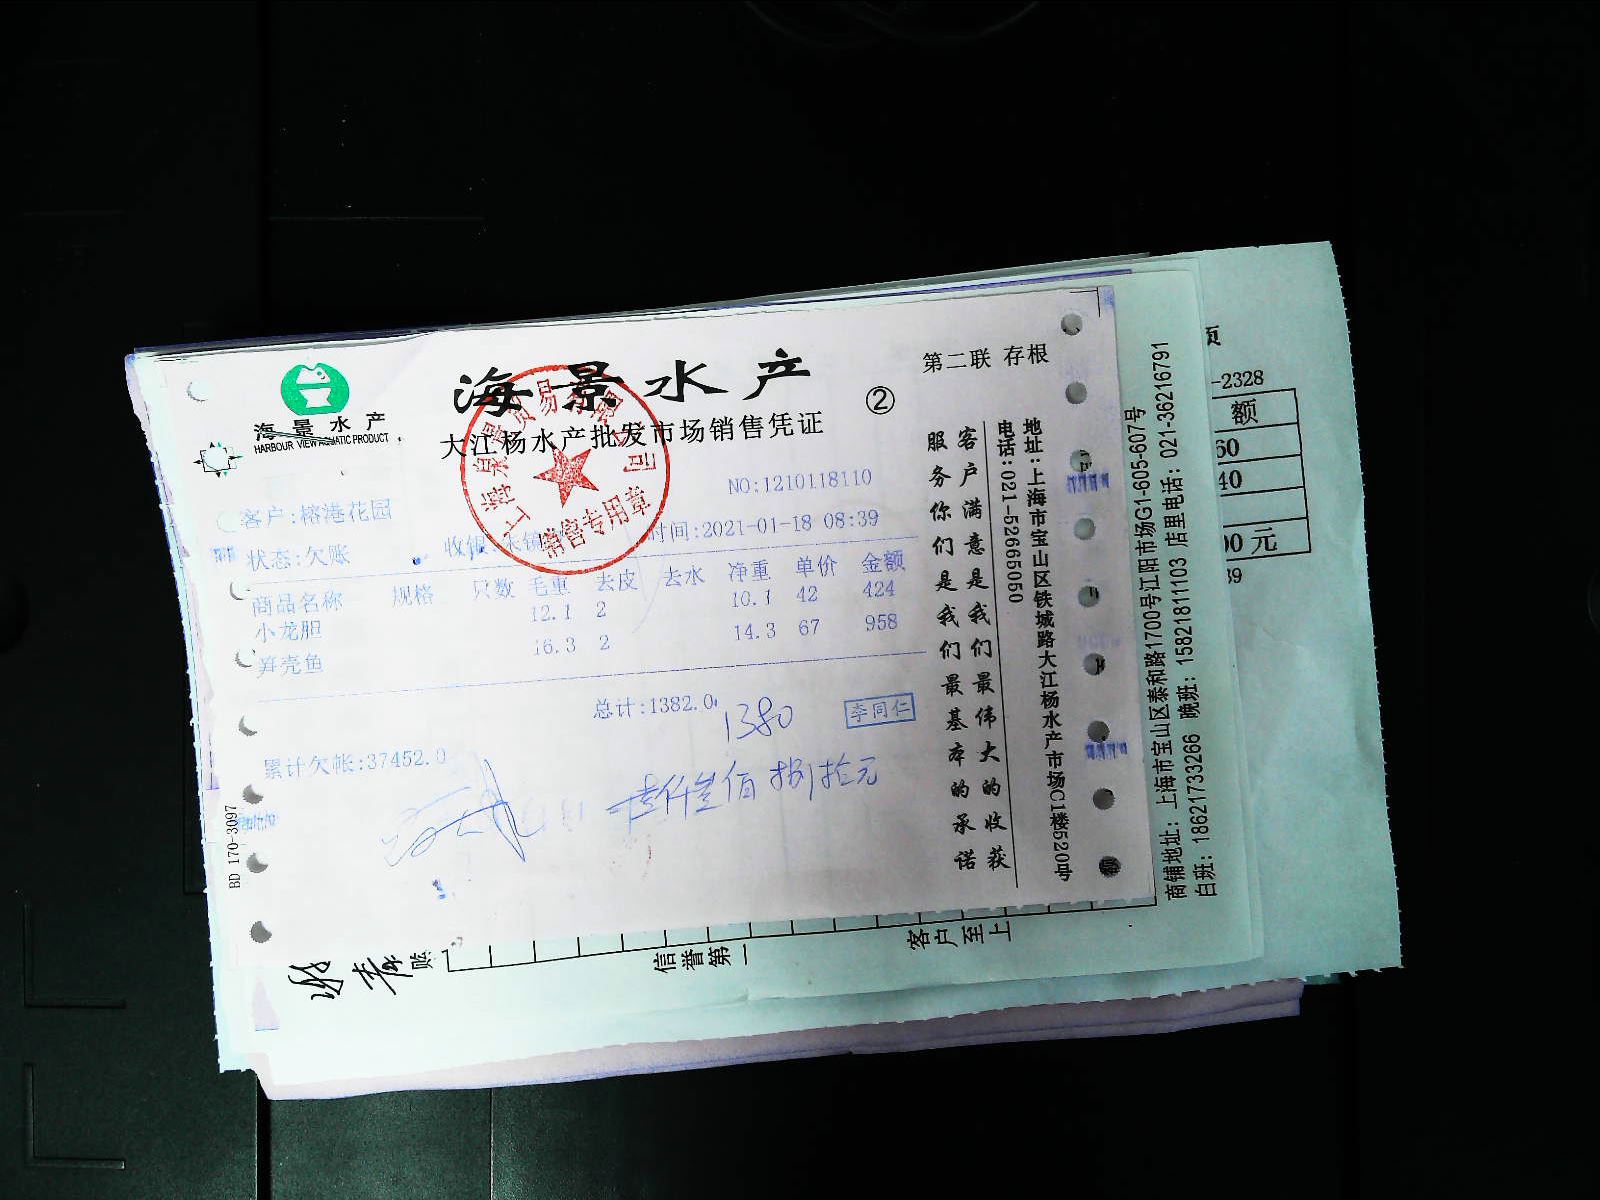 海景水产
HARBOUR VIEW AQUATIC PRODUCT
海景水产
大江杨水产批发市场销售凭证
②
第二联 存根
NO:1210118110
客户:榕港花园
状态:欠账
收银:
时间:2021-01-18 08:39
商品名称 规格 只数 毛重 去皮 去水 净重 单价 金额
小龙胆 12.1 2 10.1 42 424
笋壳鱼 16.3 2 14.3 67 958
总计:1382.0
1380
李同仁
累计欠帐:37452.0
壹仟叁佰捌拾元
销售专用章
客户满意是我们最伟大的收获
服务你们是我们最基本的承诺
地址:上海市宝山区铁城路大江杨水产市场C1楼520号
电话:021-52665050
BD 170-3097
商铺地址: 上海市宝山区泰和路1700号江阳市场G1-605-607号
白班: 18621733266 晚班: 15821811103 店里电话: 021-36216791
信誉第一
客户至上
账
页
-2328
额
60
40
00 元
39